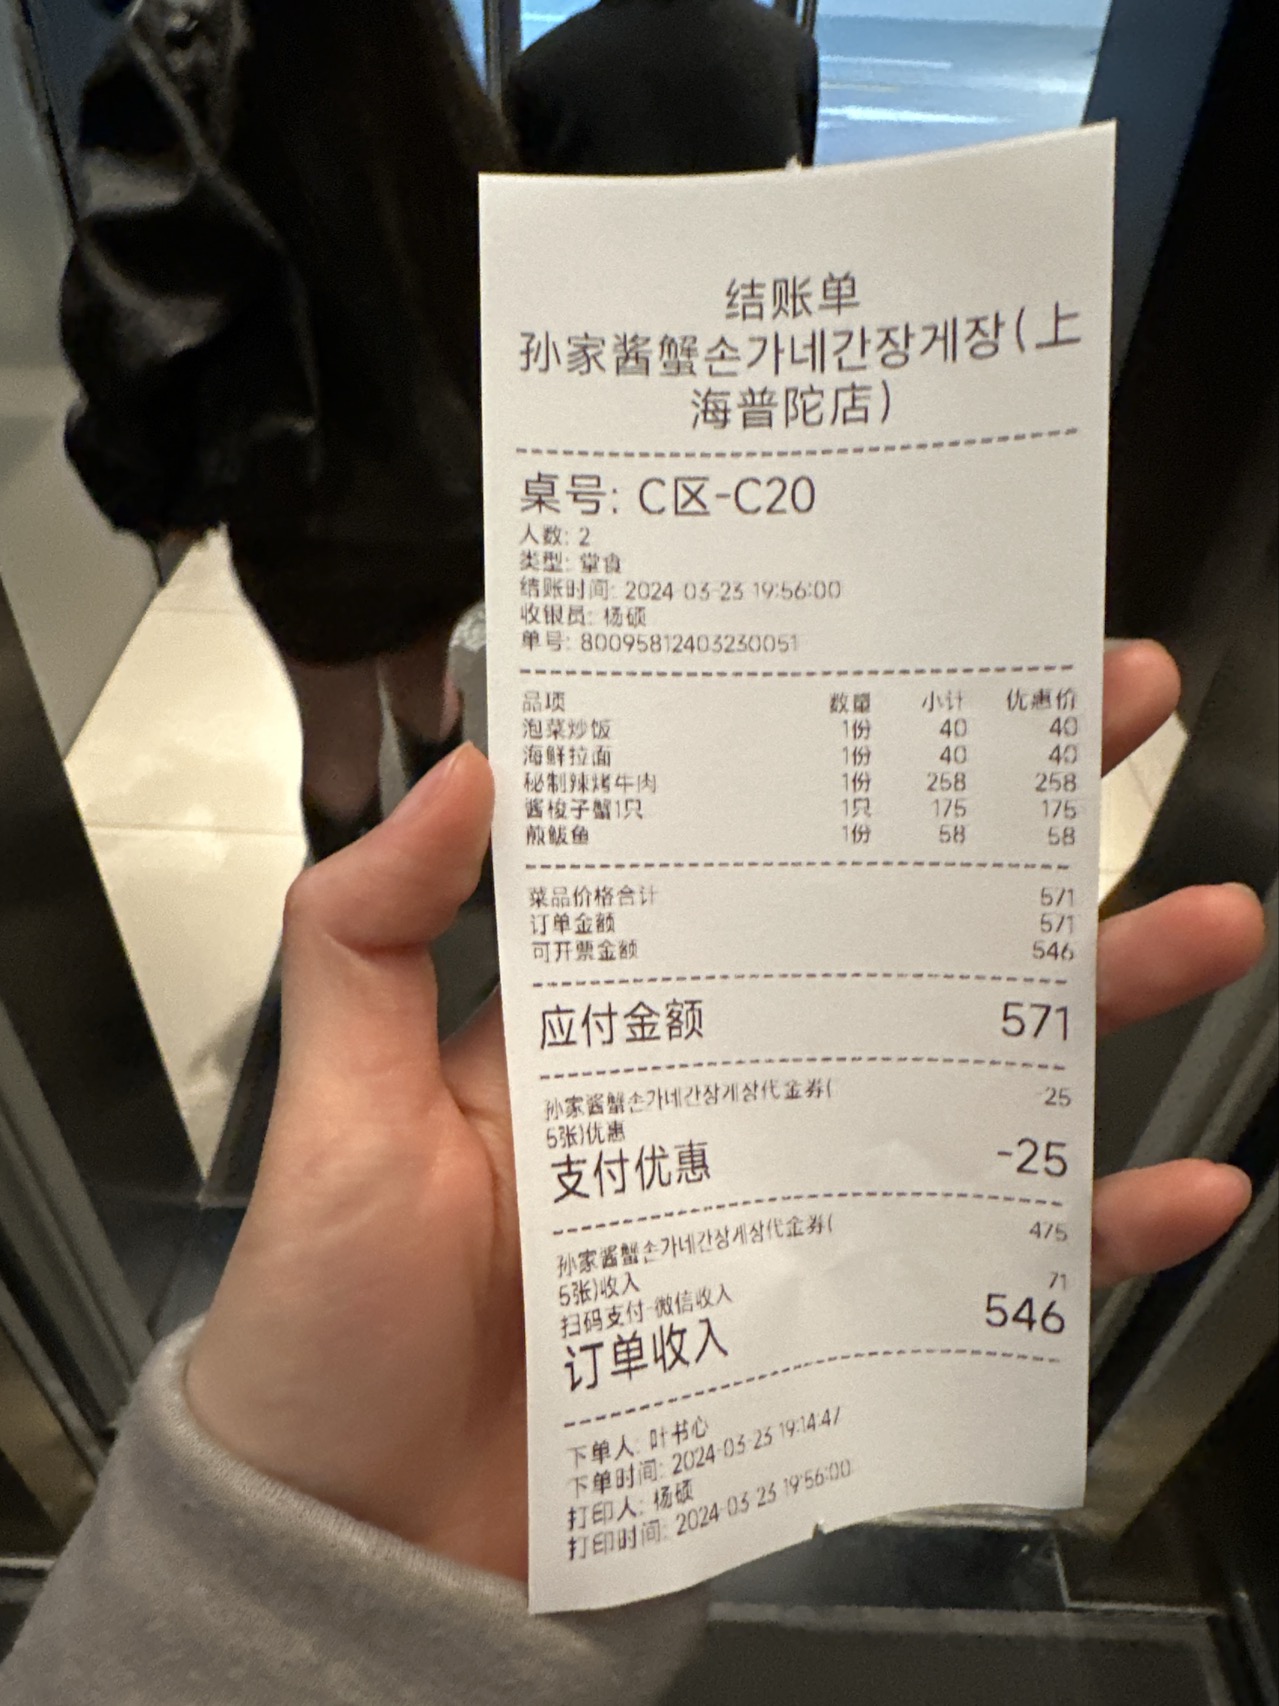 结账单
孙家酱蟹손가네간장게장(上
海普陀店)
桌号: C区-C20
人数: 2
类型: 堂食
结账时间: 2024-03-23 19:56:00
收银员: 杨硕
单号: 80095812403230051
品项 数量 小计 优惠价
泡菜炒饭 1份 40 40
海鲜拉面 1份 40 40
秘制辣烤牛肉 1份 258 258
酱梭子蟹1只 1只 175 175
煎鲅鱼 1份 58 58
菜品价格合计 571
订单金额 571
可开票金额 546
应付金额 571
孙家酱蟹손가네간장게장代金券( -25
5张)优惠
支付优惠 -25
孙家酱蟹손가네간장게장代金券( 475
5张)收入
扫码支付-微信收入 71
订单收入 546
下单人: 叶书心
下单时间: 2024-03-23 19:14:47
打印人: 杨硕
打印时间: 2024-03-23 19:56:00